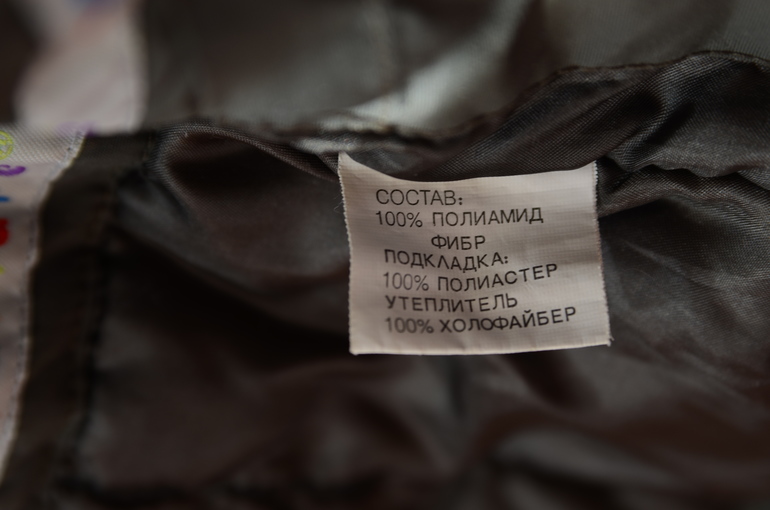 СОСТАВ:
100% ПОЛИАМИД
ФИБР
ПОДКЛАДКА:
100% ПОЛИАСТЕР
УТЕПЛИТЕЛЬ
100% ХОЛОФАЙБЕР